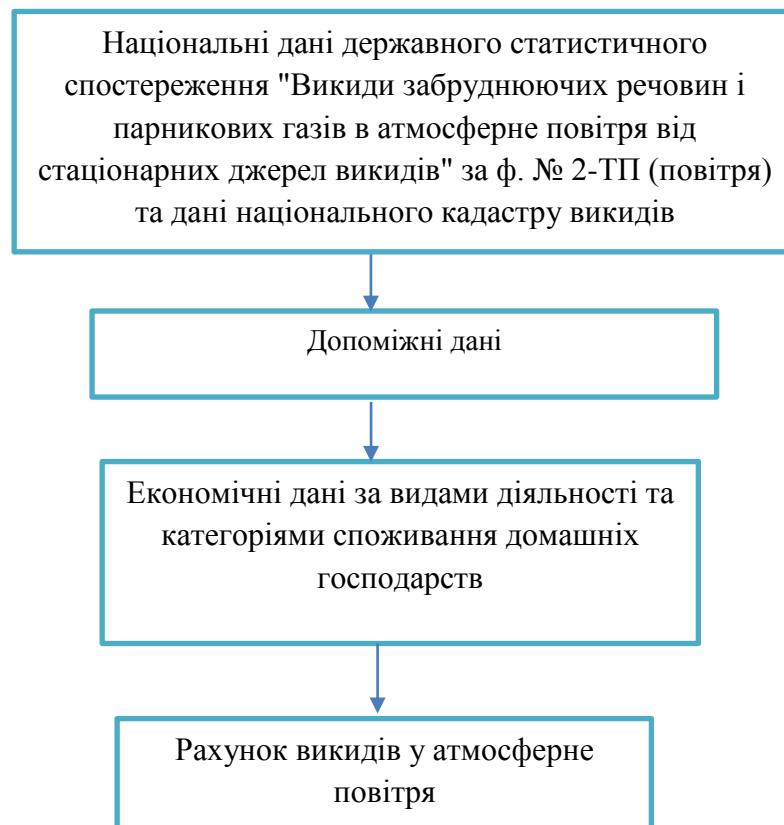 Національні дані державного статистичного
спостереження "Викиди забруднюючих речовин і
парникових газів в атмосферне повітря від
стаціонарних джерел викидів" за ф. № 2-ТП (повітря)
та дані національного кадастру викидів
Допоміжні дані
Економічні дані за видами діяльності та
категоріями споживання домашніх
господарств
Рахунок викидів у атмосферне
повітря